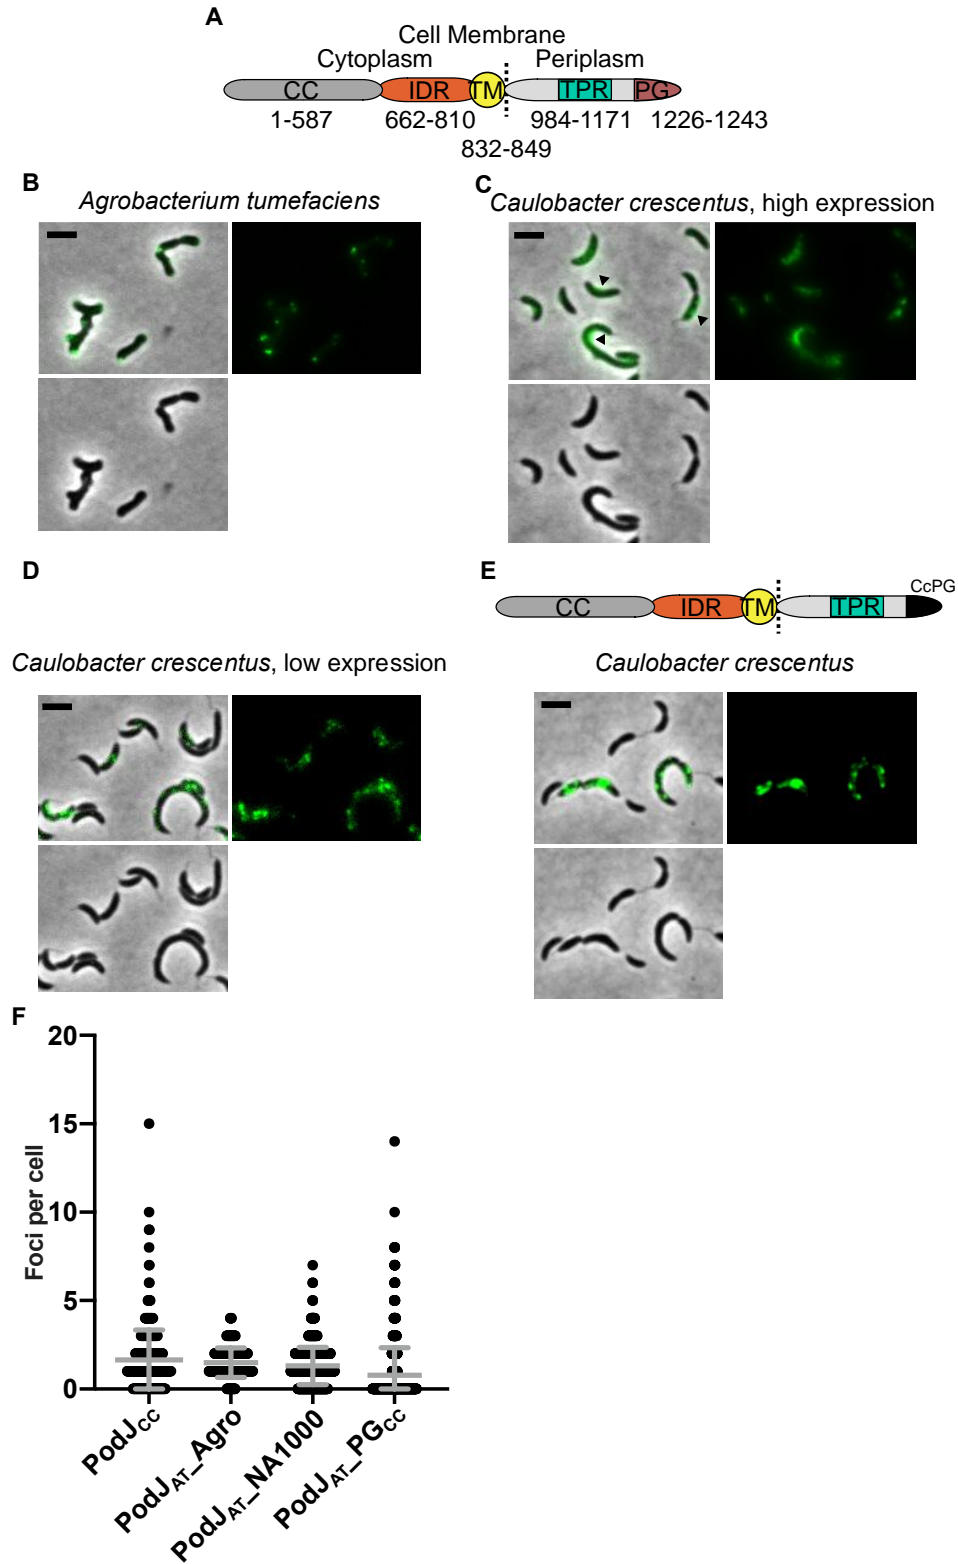 A
Cell Membrane
Cytoplasm Periplasm
CC IDR TM TPR PG
1-587 662-810 984-1171 1226-1243
832-849
B
Agrobacterium tumefaciens
C
Caulobacter crescentus, high expression
D
Caulobacter crescentus, low expression
E
CcPG
CC IDR TM TPR
Caulobacter crescentus
F
20
15
10
5
0
Foci per cell
PodJCC
PodJAT_Agro
PodJAT_NA1000
PodJAT_PGCC